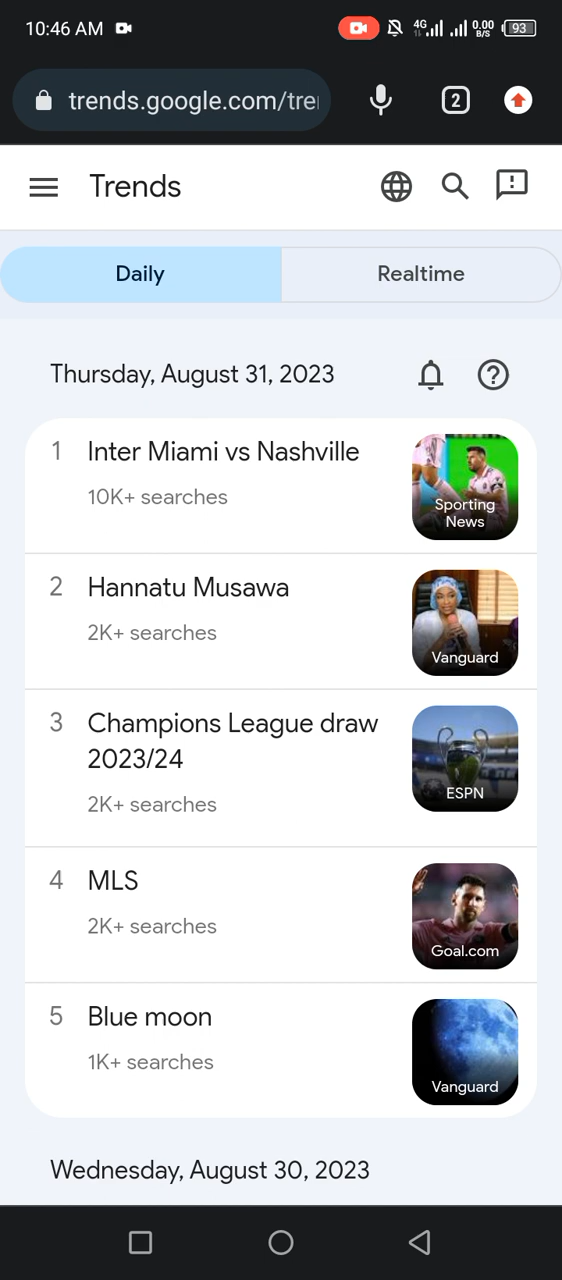 10:46 AM
4G
0.00 B/S
93
trends.google.com/tre
2
Trends
Daily
Realtime
Thursday, August 31, 2023
1
Inter Miami vs Nashville
10K+ searches
Sporting
News
2
Hannatu Musawa
2K+ searches
Vanguard
3
Champions League draw
2023/24
2K+ searches
ESPN
4
MLS
2K+ searches
Goal.com
5
Blue moon
1K+ searches
Vanguard
Wednesday, August 30, 2023